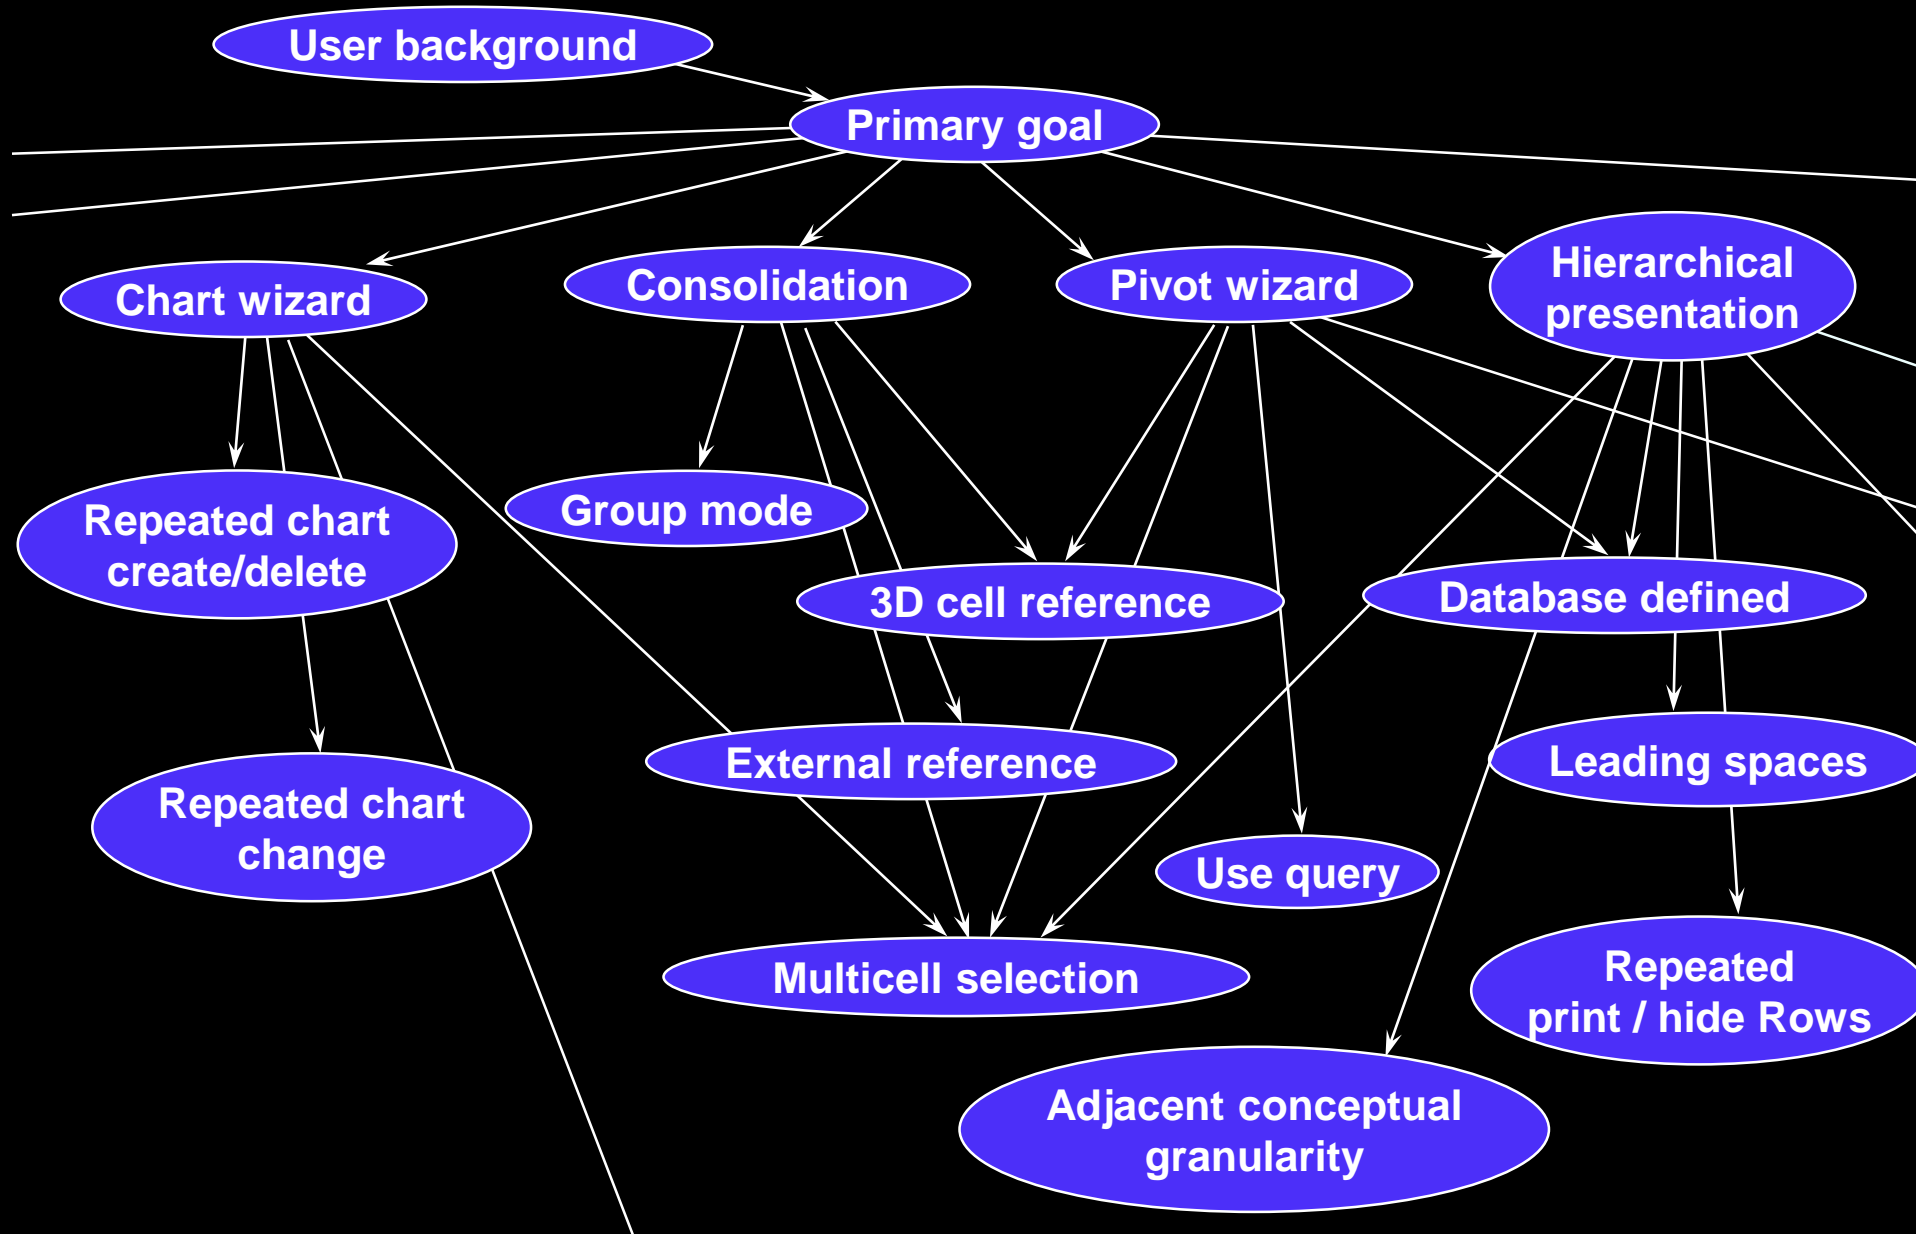 User background
Primary goal
Chart wizard
Consolidation
Pivot wizard
Hierarchical
presentation
Repeated chart
create/delete
Group mode
3D cell reference
Database defined
External reference
Leading spaces
Repeated chart
change
Use query
Multicell selection
Repeated
print / hide Rows
Adjacent conceptual
granularity